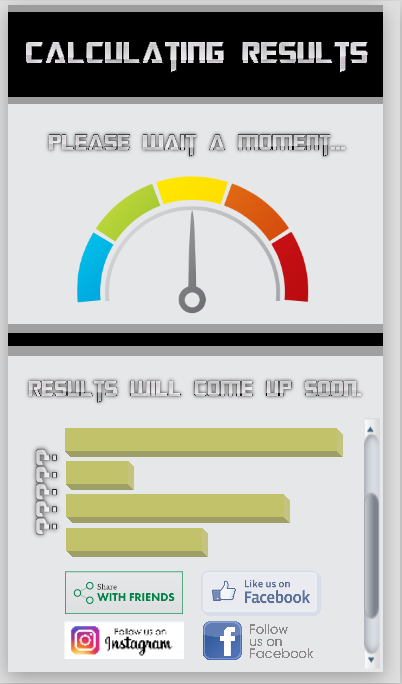 CALCULATING RESULTS
PLEASE WAIT A MOMENT...
RESULTS WILL COME UP SOON.
?????
Share
WITH FRIENDS
Like us on
Facebook
Follow us on
Instagram
f
Follow
us on
Facebook